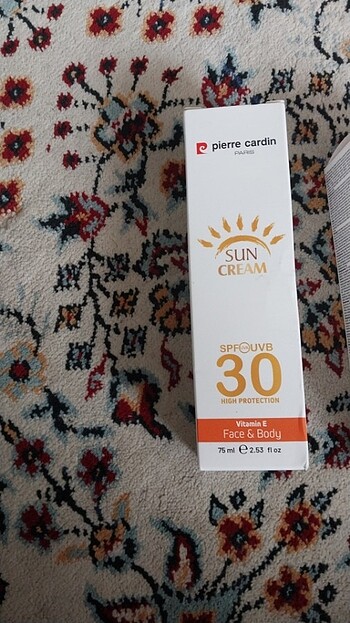 pierre cardin
PARIS
SUN
CREAM
SPF UVB
30
HIGH PROTECTION
Vitamin E
Face & Body
75 ml ℮ 2.53 fl oz